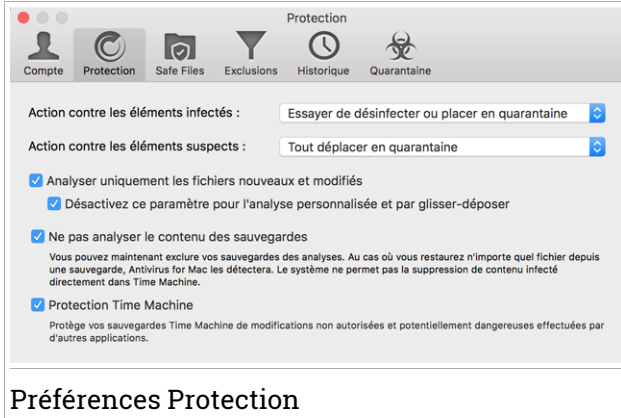 Protection
Compte Protection Safe Files Exclusions Historique Quarantaine
Action contre les éléments infectés : Essayer de désinfecter ou placer en quarantaine
Action contre les éléments suspects : Tout déplacer en quarantaine
Analyser uniquement les fichiers nouveaux et modifiés
Désactivez ce paramètre pour l'analyse personnalisée et par glisser-déposer
Ne pas analyser le contenu des sauvegardes
Vous pouvez maintenant exclure vos sauvegardes des analyses. Au cas où vous restaurez n'importe quel fichier depuis
une sauvegarde, Antivirus for Mac les détectera. Le système ne permet pas la suppression de contenu infecté
directement dans Time Machine.
Protection Time Machine
Protège vos sauvegardes Time Machine de modifications non autorisées et potentiellement dangereuses effectuées par
d'autres applications.
Préférences Protection